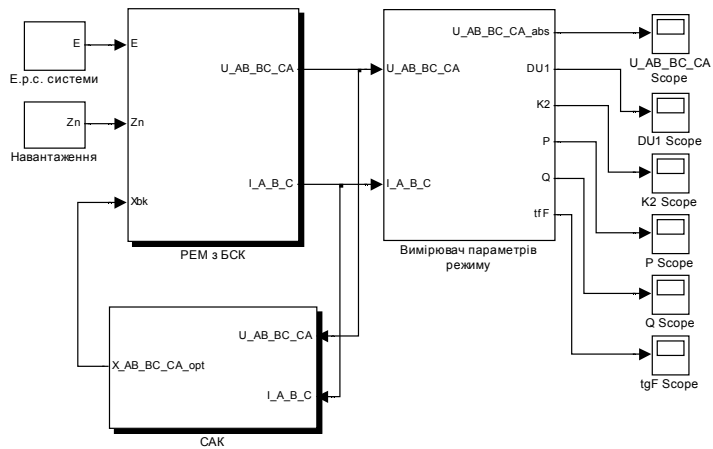 E
E
Е.р.с. системи
Zn
Zn
Навантаження
Xbk
U_AB_BC_CA
I_A_B_C
РЕМ з БСК
U_AB_BC_CA
I_A_B_C
U_AB_BC_CA_abs
DU1
K2
P
Q
tfF
Вимірювач параметрів
режиму
U_AB_BC_CA
Scope
DU1 Scope
K2 Scope
P Scope
Q Scope
tgF Scope
X_AB_BC_CA_opt
U_AB_BC_CA
I_A_B_C
САК